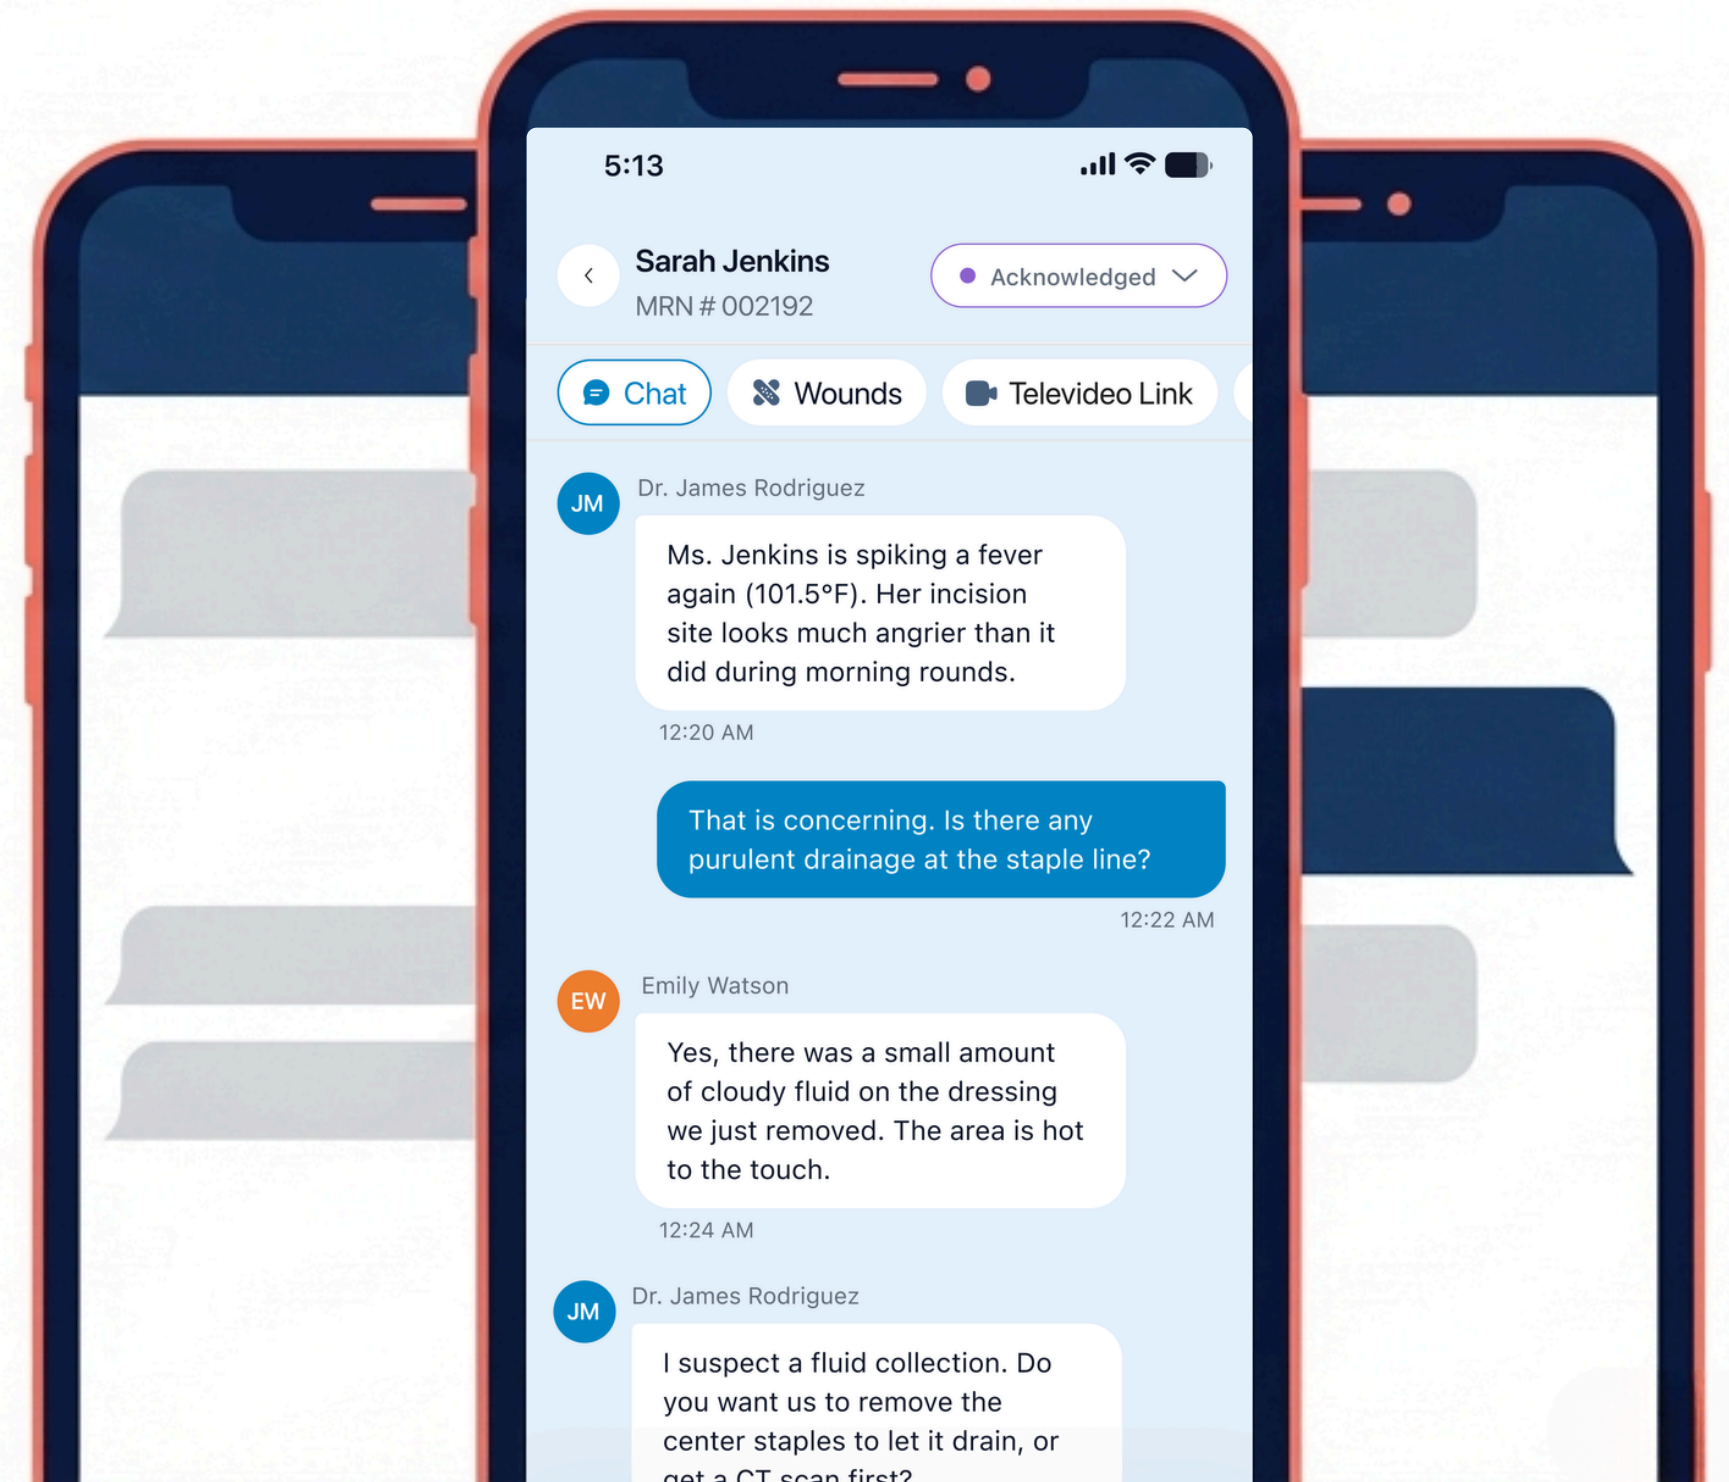 5:13
Sarah Jenkins
Acknowledged
MRN # 002192
Chat
Wounds
Televideo Link
JM
Dr. James Rodriguez
Ms. Jenkins is spiking a fever
again (101.5°F). Her incision
site looks much angrier than it
did during morning rounds.
12:20 AM
That is concerning. Is there any
purulent drainage at the staple line?
12:22 AM
EW
Emily Watson
Yes, there was a small amount
of cloudy fluid on the dressing
we just removed. The area is hot
to the touch.
12:24 AM
JM
Dr. James Rodriguez
I suspect a fluid collection. Do
you want us to remove the
center staples to let it drain, or
get a CT scan first?